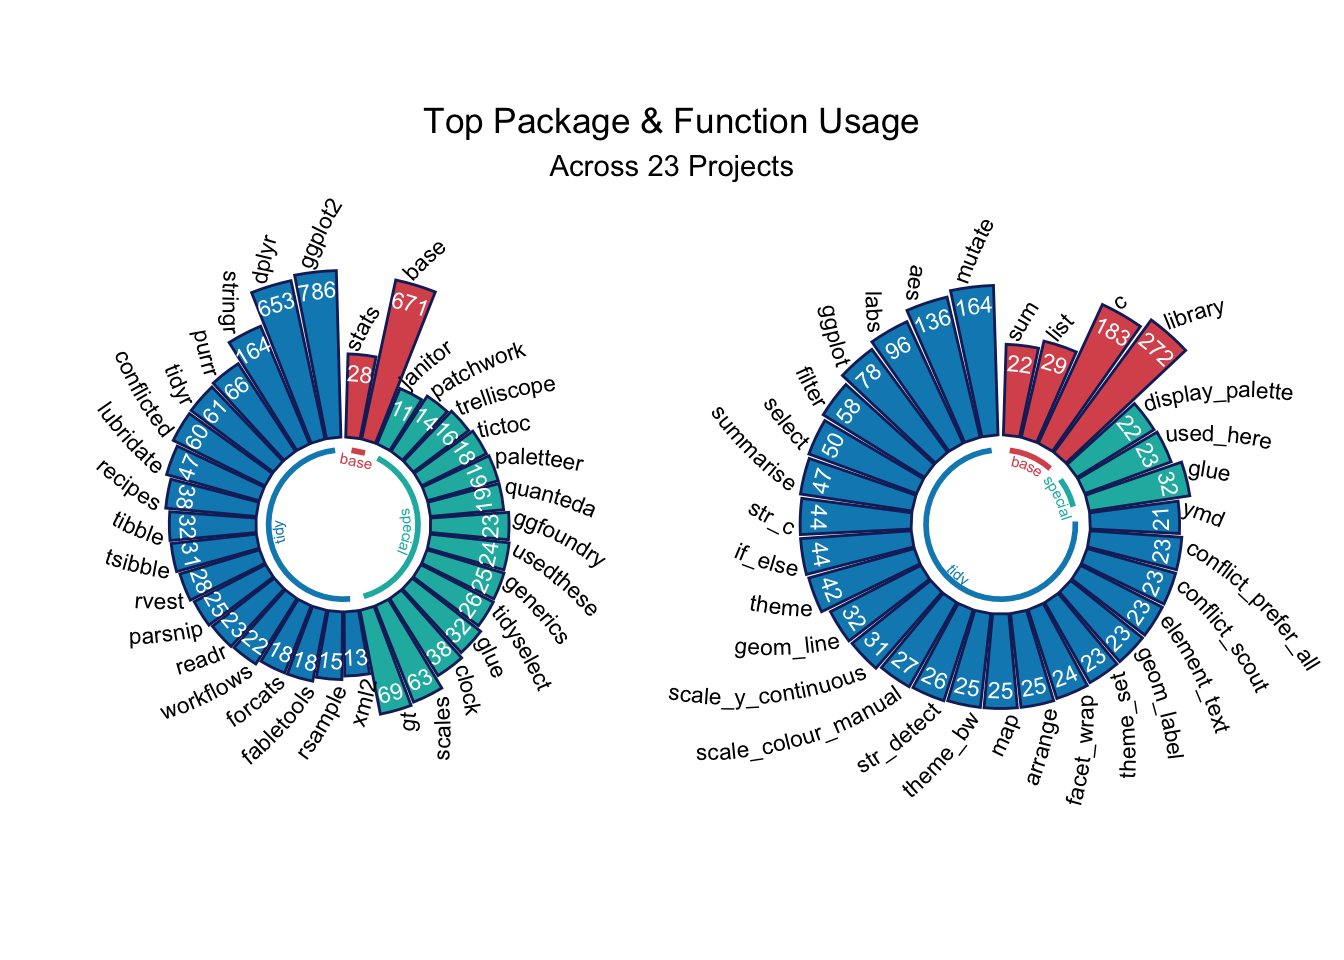 Top Package & Function Usage
Across 23 Projects
stats
28
base
671
janitor
11
patchwork
14
trelliscope
16
tictoc
18
paletteer
19
quanteda
19
ggfoundry
23
usedthese
24
generics
25
tidyselect
26
glue
32
clock
38
scales
63
gt
69
xml2
13
rsample
15
fabletools
18
forcats
18
workflows
22
readr
23
parsnip
25
rvest
28
tsibble
31
tibble
32
recipes
38
lubridate
47
conflicted
60
tidyr
61
purrr
66
stringr
164
dplyr
653
ggplot2
786
base
special
tidy
sum
22
list
29
c
183
library
272
display_palette
22
used_here
23
glue
32
ymd
21
conflict_prefer_all
23
conflict_scout
23
element_text
23
geom_label
23
theme_set
23
facet_wrap
24
arrange
25
map
25
theme_bw
25
str_detect
26
scale_colour_manual
27
scale_y_continuous
31
geom_line
32
theme
42
if_else
44
str_c
44
summarise
47
select
50
filter
58
ggplot
78
labs
96
aes
136
mutate
164
base
special
tidy